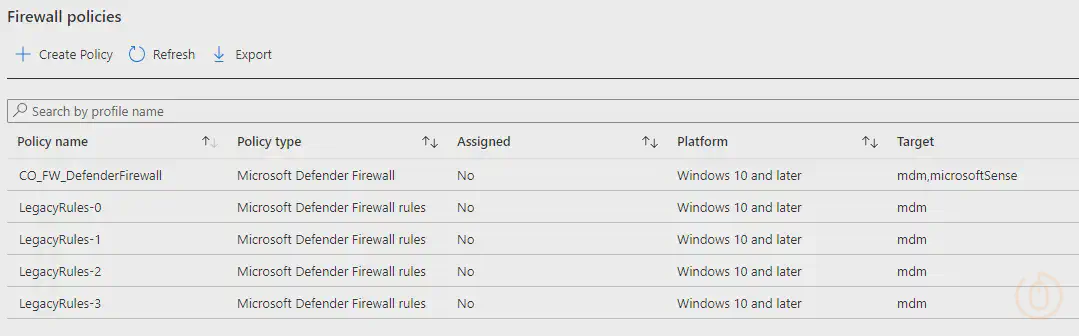 Firewall policies
Create Policy Refresh Export
Search by profile name
Policy name Policy type Assigned Platform Target
CO_FW_DefenderFirewall Microsoft Defender Firewall No Windows 10 and later mdm,microsoftSense
LegacyRules-0 Microsoft Defender Firewall rules No Windows 10 and later mdm
LegacyRules-1 Microsoft Defender Firewall rules No Windows 10 and later mdm
LegacyRules-2 Microsoft Defender Firewall rules No Windows 10 and later mdm
LegacyRules-3 Microsoft Defender Firewall rules No Windows 10 and later mdm